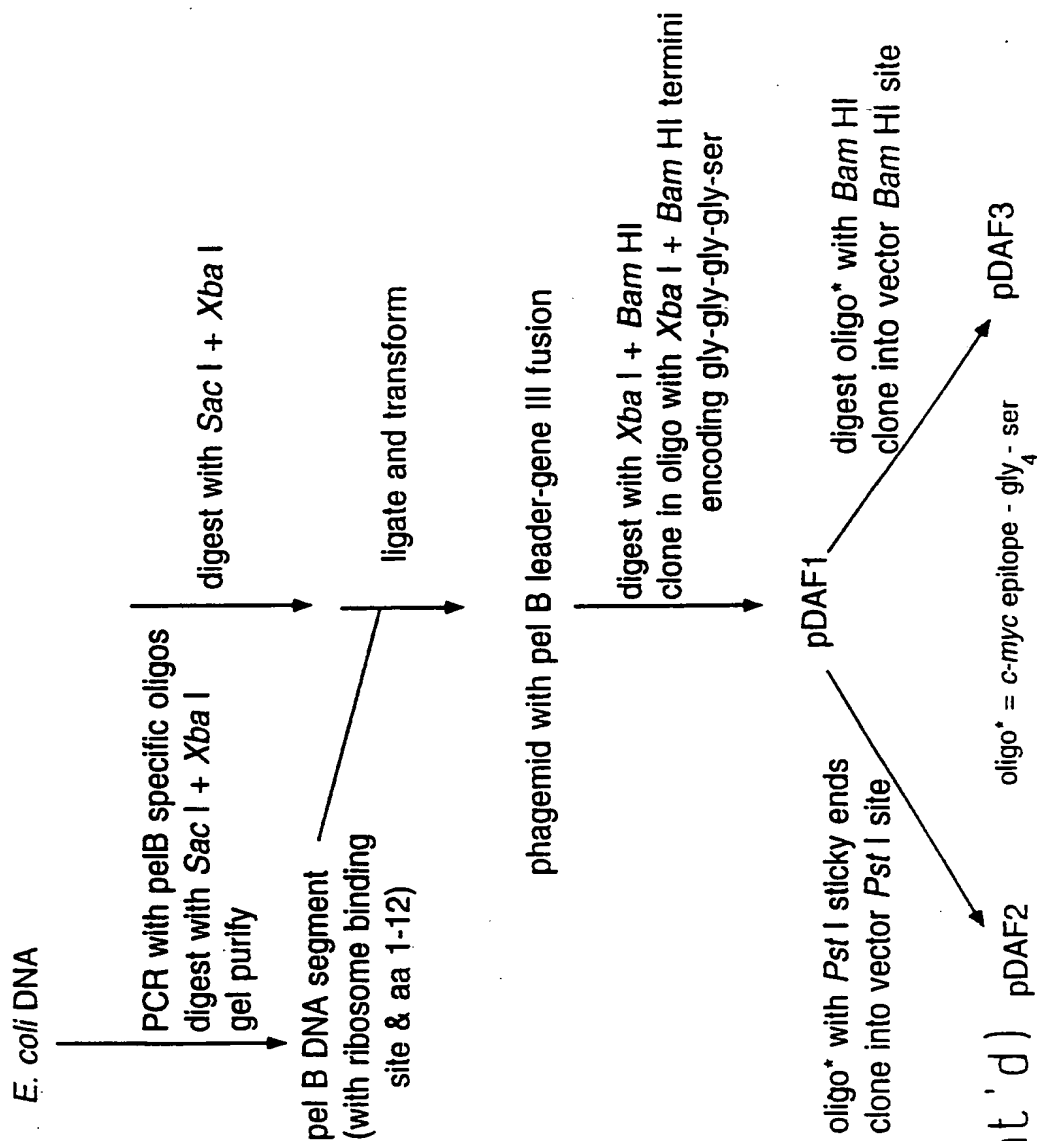 E. coli DNA
PCR with pelB specific oligos
digest with Sac I + Xba I
gel purify
digest with Sac I + Xba I
pel B DNA segment
(with ribosome binding
site & aa 1-12)
ligate and transform
phagemid with pel B leader-gene III fusion
digest with Xba I + Bam HI
clone in oligo with Xba I + Bam HI termini
encoding gly-gly-gly-gly-ser
pDAF1
oligo* with Pst I sticky ends
clone into vector Pst I site
digest oligo* with Bam HI
clone into vector Bam HI site
pDAF2
pDAF3
oligo* = c-myc epitope - gly4 - ser
nt'd)